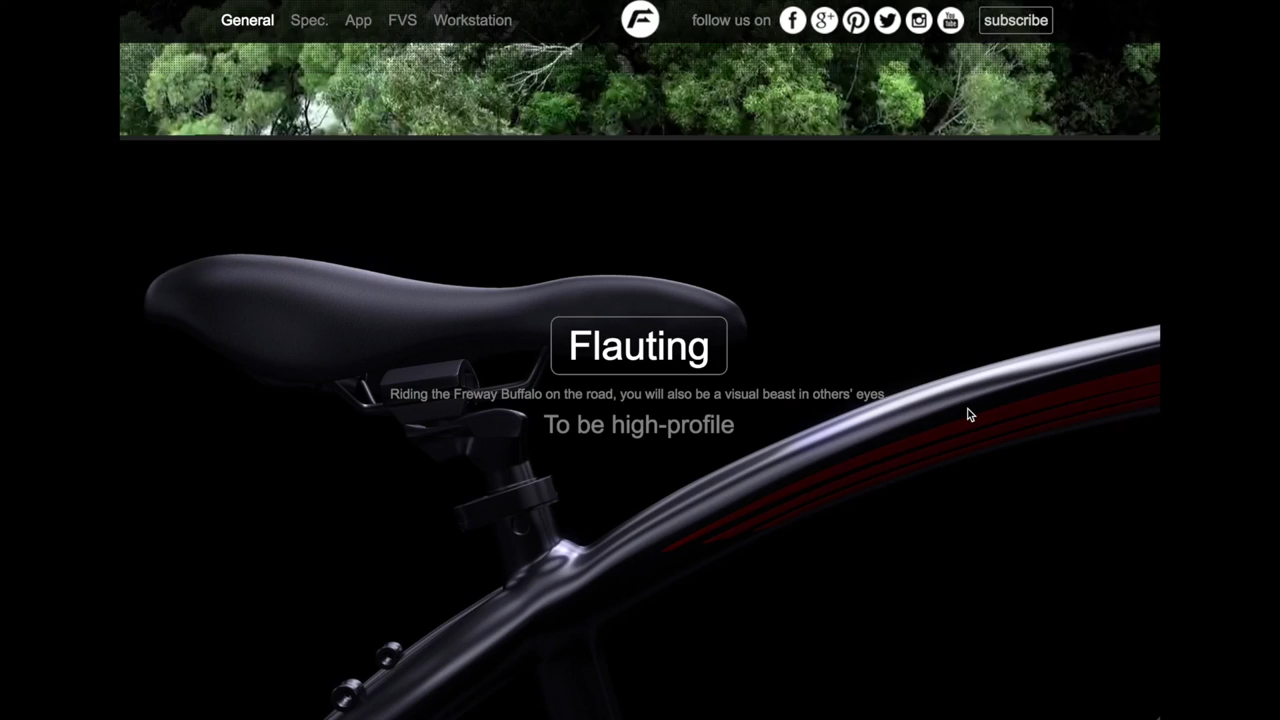 General Spec. App FVS Workstation follow us on subscribe
Flauting
Riding the Freway Buffalo on the road, you will also be a visual beast in others' eyes.
To be high-profile